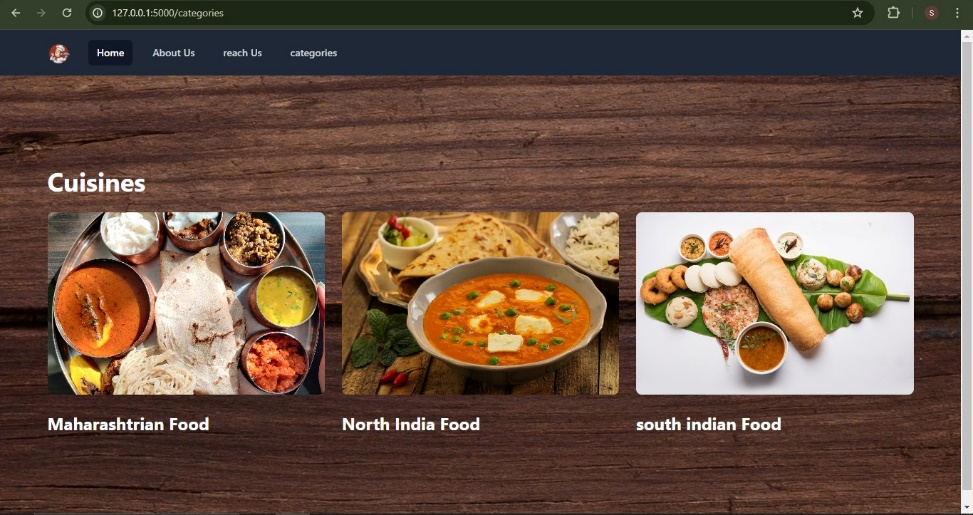 127.0.0.1:5000/categories
S
Home About Us reach Us categories
Cuisines
Maharashtrian Food North India Food south indian Food